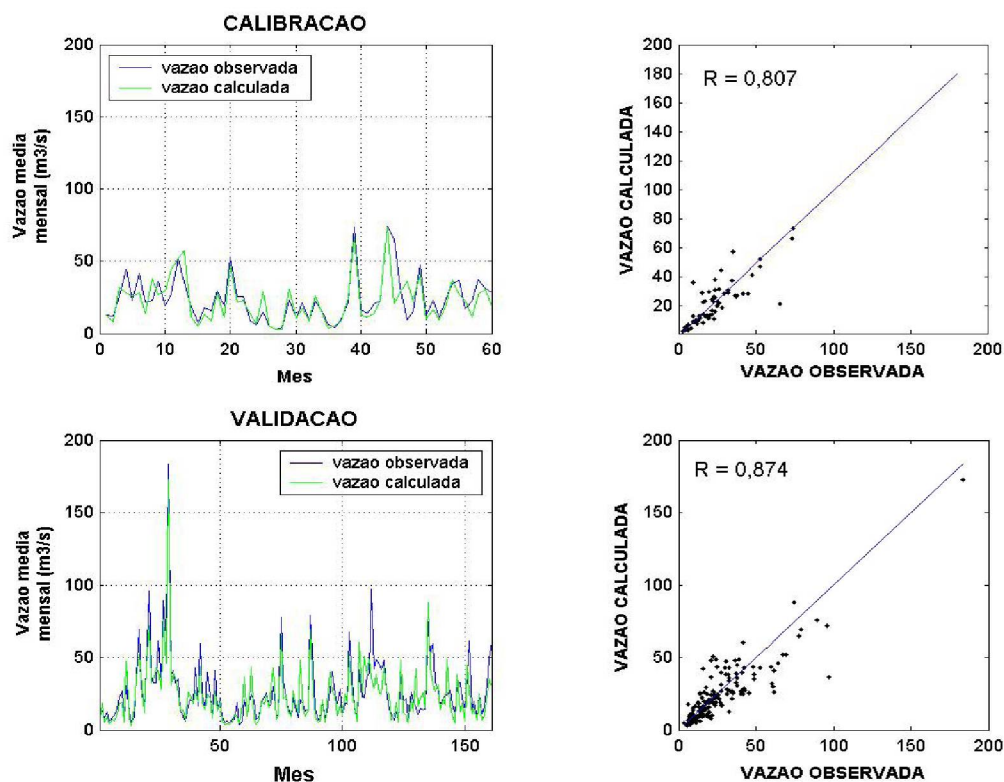 CALIBRACAO
200
150
100
50
0
vazao observada
vazao calculada
Vazao media
mensal (m3/s)
0 10 20 30 40 50 60
Mes
R = 0,807
200
180
160
140
120
100
80
60
40
20
VAZAO CALCULADA
0 50 100 150 200
VAZAO OBSERVADA
VALIDACAO
200
150
100
50
0
vazao observada
vazao calculada
Vazao media
mensal (m3/s)
50 100 150
Mes
R = 0,874
200
150
100
50
0
VAZAO CALCULADA
0 50 100 150 200
VAZAO OBSERVADA